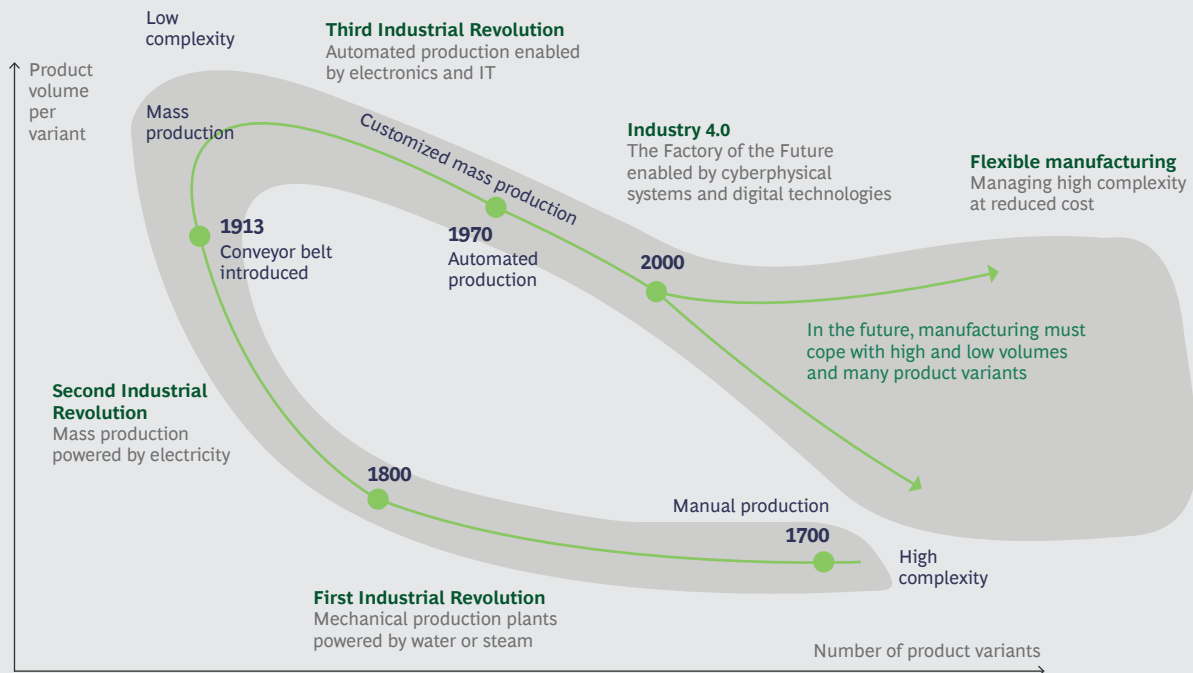 Low
complexity
Third Industrial Revolution
Automated production enabled
by electronics and IT
Product
volume
per
variant
Mass
production
Customized mass production
Industry 4.0
The Factory of the Future
enabled by cyberphysical
systems and digital technologies
Flexible manufacturing
Managing high complexity
at reduced cost
1913
Conveyor belt
introduced
1970
Automated
production
2000
In the future, manufacturing must
cope with high and low volumes
and many product variants
Second Industrial
Revolution
Mass production
powered by electricity
1800
Manual production
1700
High
complexity
First Industrial Revolution
Mechanical production plants
powered by water or steam
Number of product variants